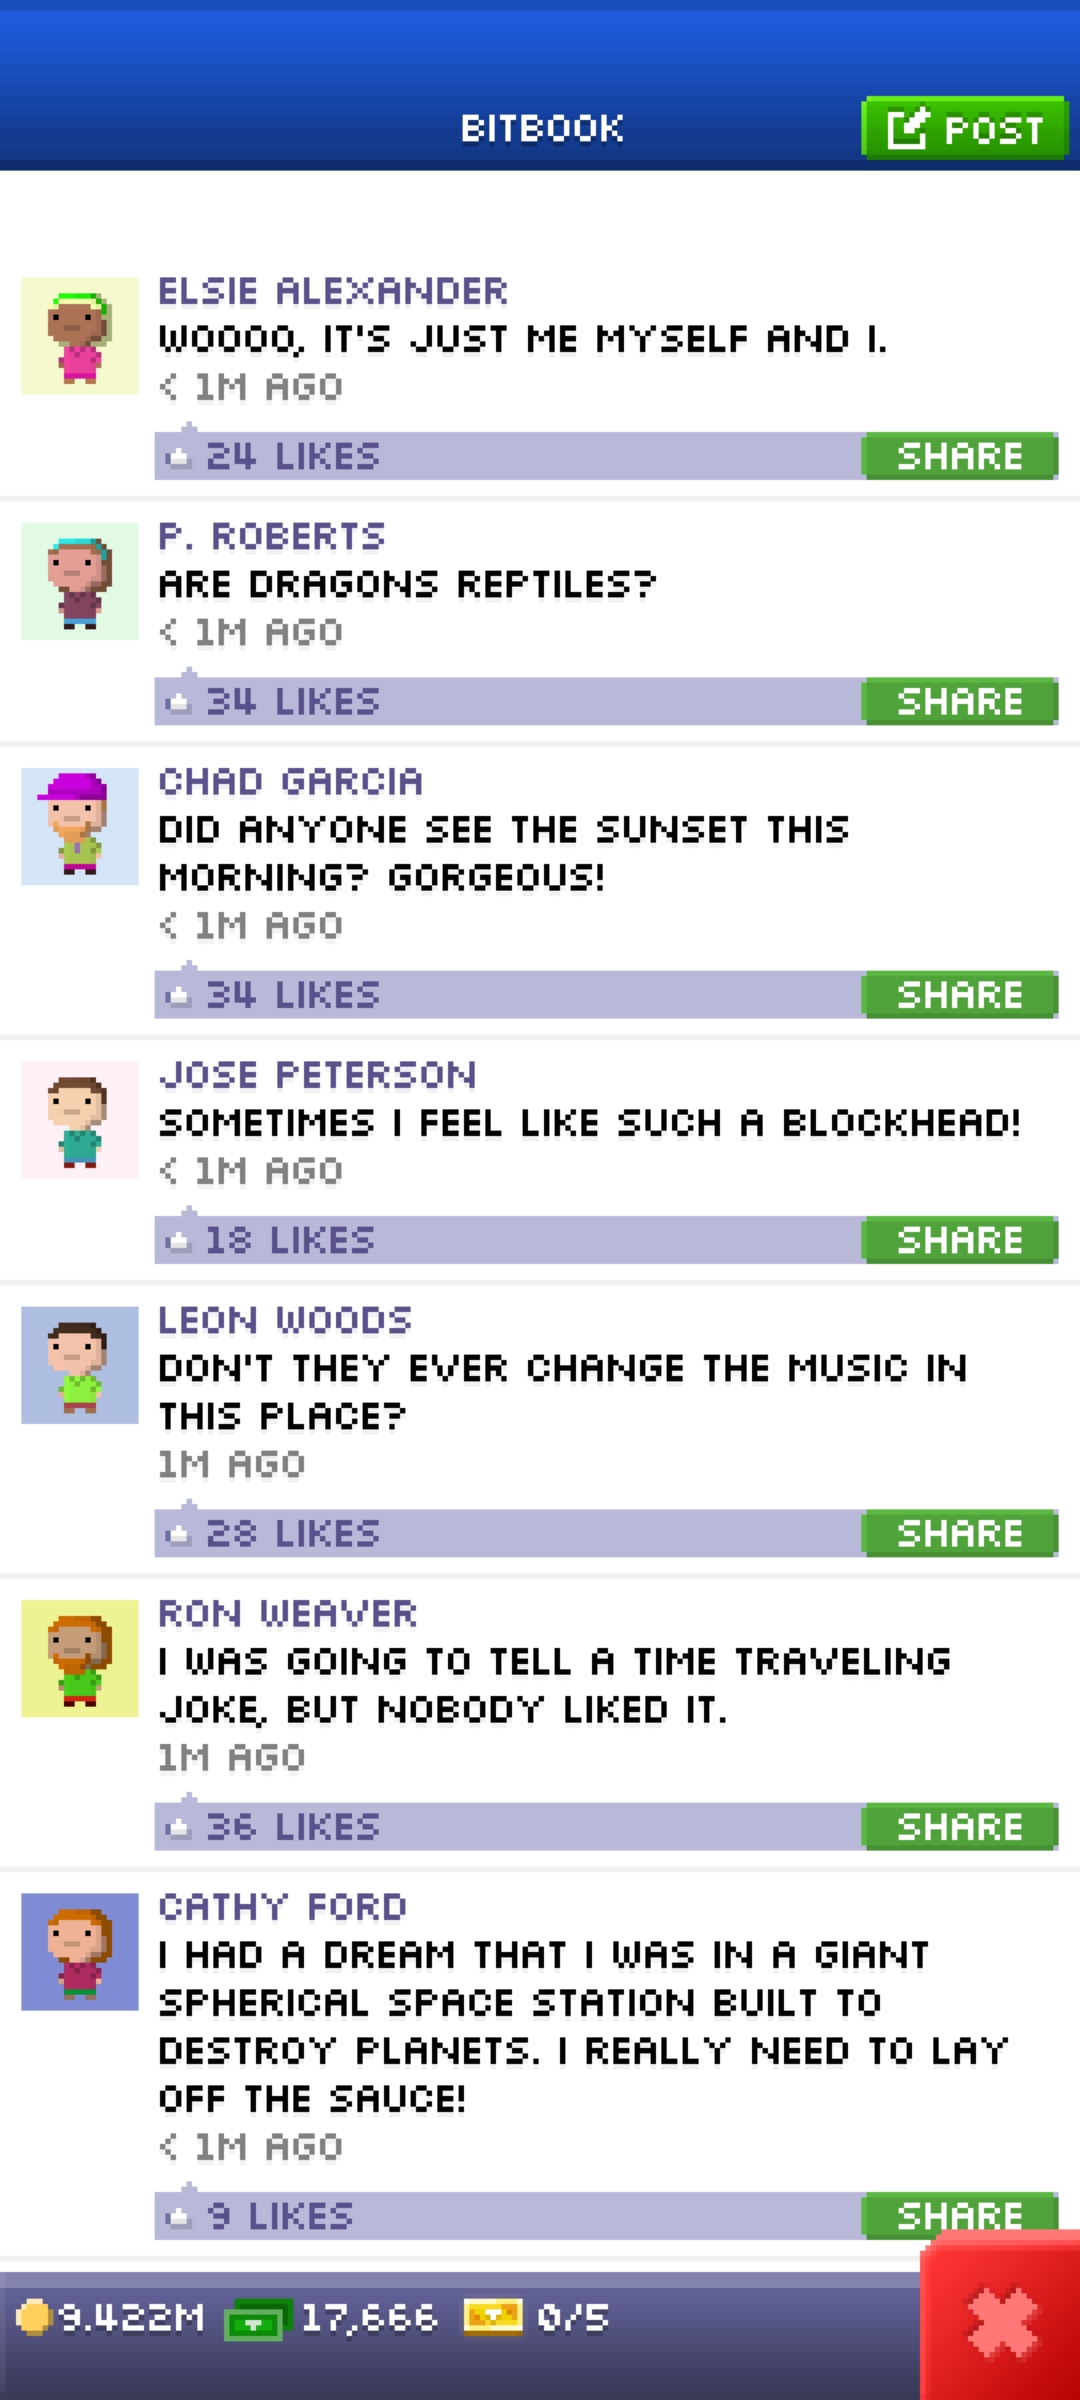 BITBOOK
POST
ELSIE ALEXANDER
WOOOO, IT'S JUST ME MYSELF AND I.
< 1M AGO
24 LIKES
SHARE
P. ROBERTS
ARE DRAGONS REPTILES?
< 1M AGO
34 LIKES
SHARE
CHAD GARCIA
DID ANYONE SEE THE SUNSET THIS
MORNING? GORGEOUS!
< 1M AGO
34 LIKES
SHARE
JOSE PETERSON
SOMETIMES I FEEL LIKE SUCH A BLOCKHEAD!
< 1M AGO
18 LIKES
SHARE
LEON WOODS
DON'T THEY EVER CHANGE THE MUSIC IN
THIS PLACE?
1M AGO
28 LIKES
SHARE
RON WEAVER
I WAS GOING TO TELL A TIME TRAVELING
JOKE, BUT NOBODY LIKED IT.
1M AGO
36 LIKES
SHARE
CATHY FORD
I HAD A DREAM THAT I WAS IN A GIANT
SPHERICAL SPACE STATION BUILT TO
DESTROY PLANETS. I REALLY NEED TO LAY
OFF THE SAUCE!
< 1M AGO
9 LIKES
SHARE
9.422M 17,666 0/5